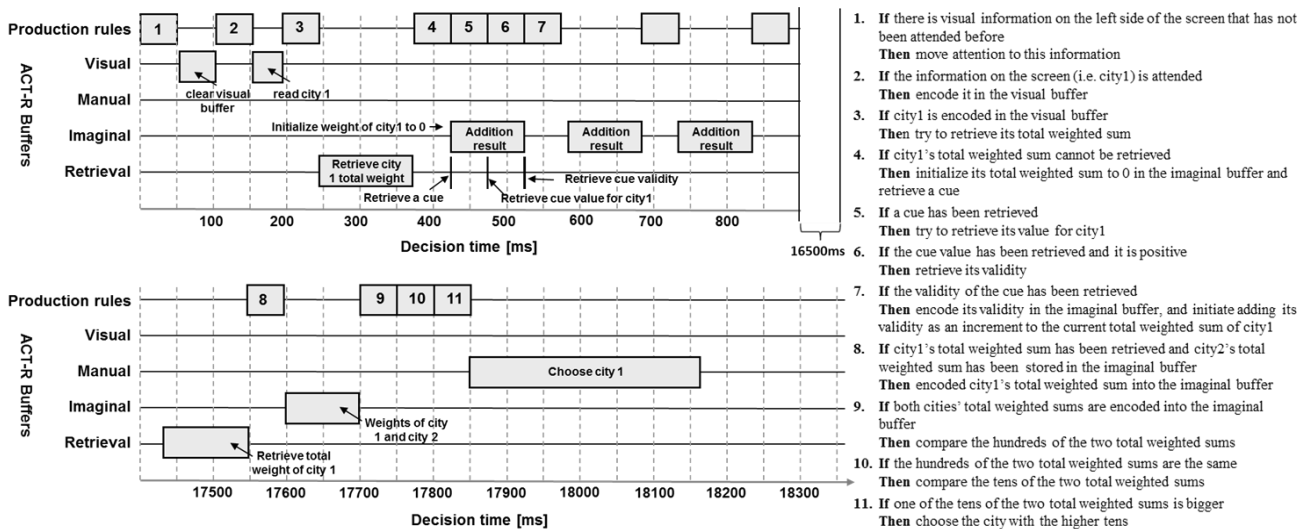 Production rules
1
2
3
4
5
6
7
Visual
clear visual
buffer
read city 1
Manual
Imaginal
Initialize weight of city1 to 0
Addition
result
Addition
result
Addition
result
Retrieval
Retrieve city
1 total weight
Retrieve a cue
Retrieve cue value for city1
Retrieve cue validity
ACT-R Buffers
100
200
300
400
500
600
700
800
Decision time [ms]
16500ms
Production rules
8
9
10
11
Visual
Manual
Choose city 1
Imaginal
Weights of city
1 and city 2
Retrieval
Retrieve total
weight of city 1
ACT-R Buffers
17500
17600
17700
17800
17900
18000
18100
18200
18300
Decision time [ms]
1. If there is visual information on the left side of the screen that has not
been attended before
Then move attention to this information
2. If the information on the screen (i.e. city1) is attended
Then encode it in the visual buffer
3. If city1 is encoded in the visual buffer
Then try to retrieve its total weighted sum
4. If city1's total weighted sum cannot be retrieved
Then initialize its total weighted sum to 0 in the imaginal buffer and
retrieve a cue
5. If a cue has been retrieved
Then try to retrieve its value for city1
6. If the cue value has been retrieved and it is positive
Then retrieve its validity
7. If the validity of the cue has been retrieved
Then encode its validity in the imaginal buffer, and initiate adding its
validity as an increment to the current total weighted sum of city1
8. If city1's total weighted sum has been retrieved and city2's total
weighted sum has been stored in the imaginal buffer
Then encoded city1's total weighted sum into the imaginal buffer
9. If both cities' total weighted sums are encoded into the imaginal
buffer
Then compare the hundreds of the two total weighted sums
10. If the hundreds of the two total weighted sums are the same
Then compare the tens of the two total weighted sums
11. If one of the tens of the two total weighted sums is bigger
Then choose the city with the higher tens